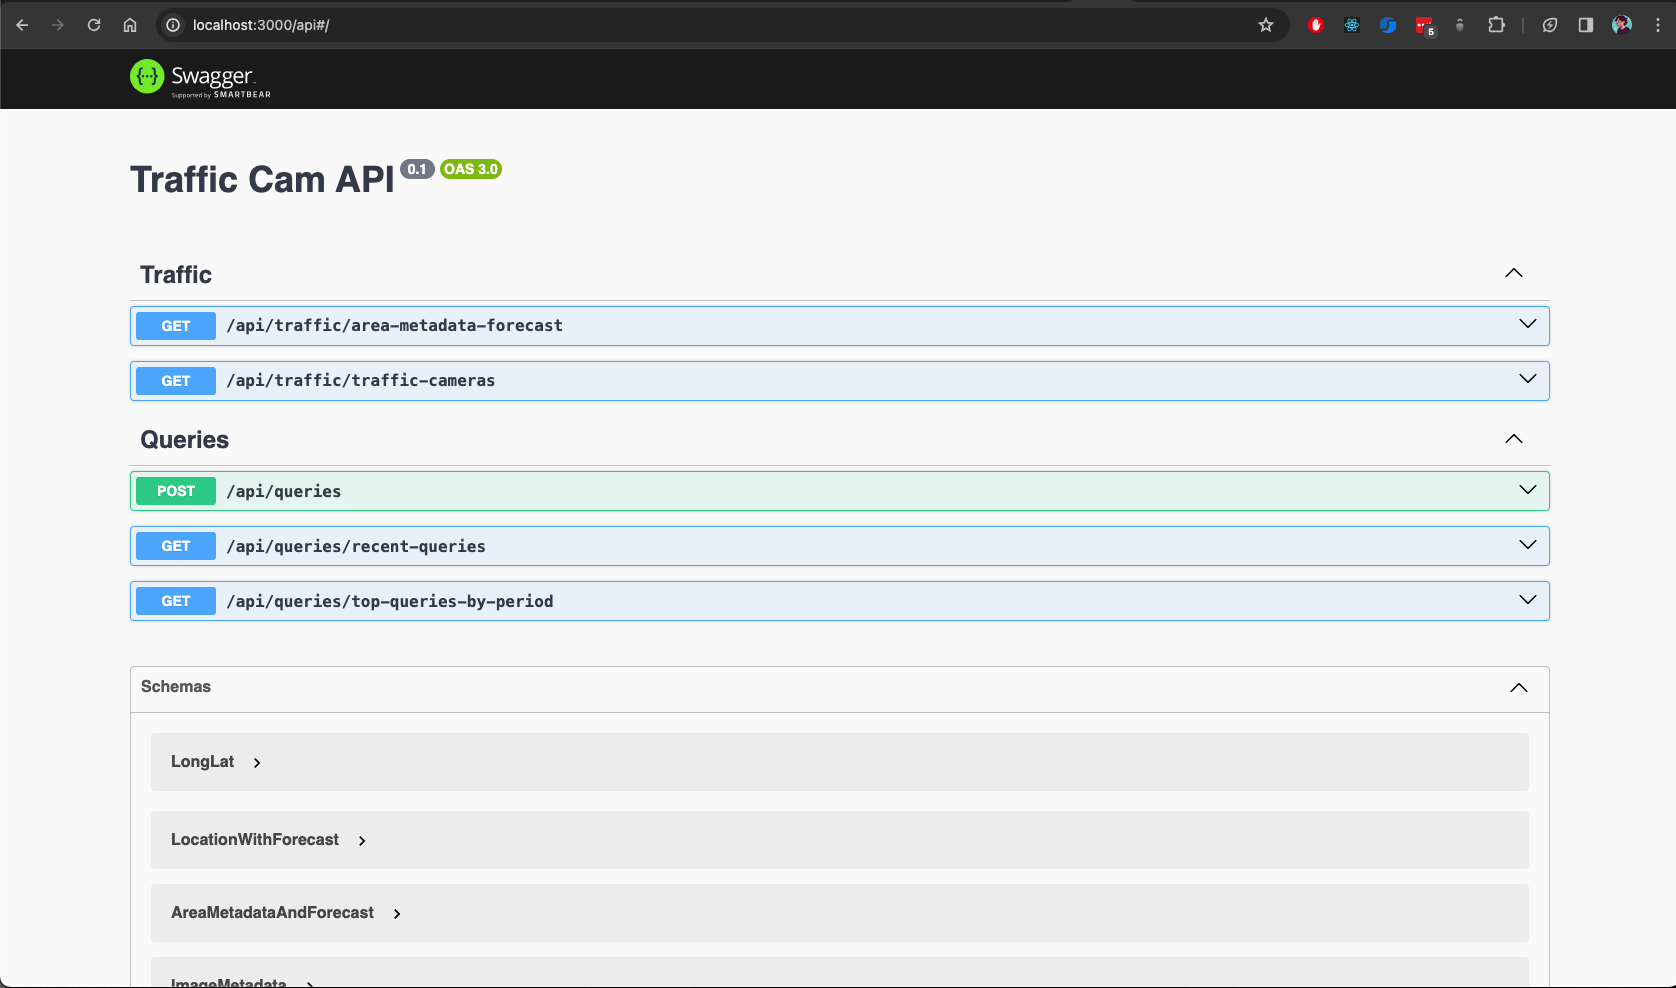 localhost:3000/api#/
5
Swagger
Supported by SMARTBEAR
Traffic Cam API 0.1 OAS 3.0
Traffic
GET /api/traffic/area-metadata-forecast
GET /api/traffic/traffic-cameras
Queries
POST /api/queries
GET /api/queries/recent-queries
GET /api/queries/top-queries-by-period
Schemas
LongLat
LocationWithForecast
AreaMetadataAndForecast
ImageMetadata